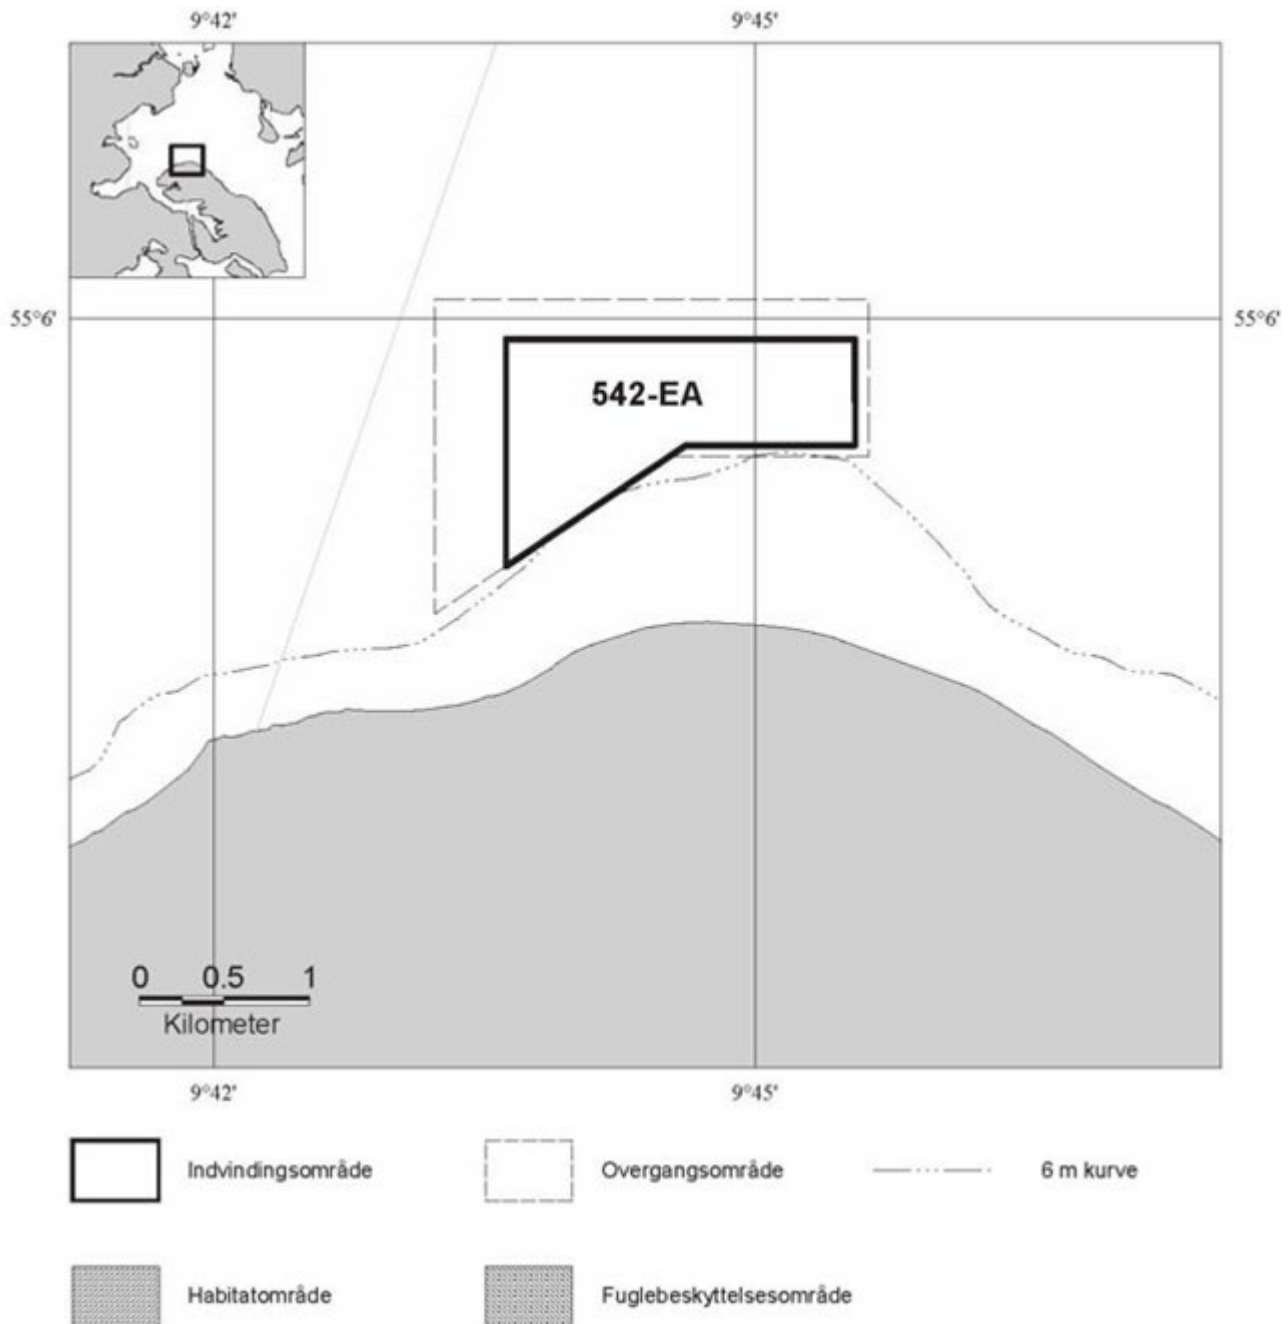 9°42' 9°45'
55°6' 55°6'
542-EA
0 0.5 1
Kilometer
9°42' 9°45'
Indvindingsområde Overgangsområde 6 m kurve
Habitatområde Fuglebeskyttelsesområde